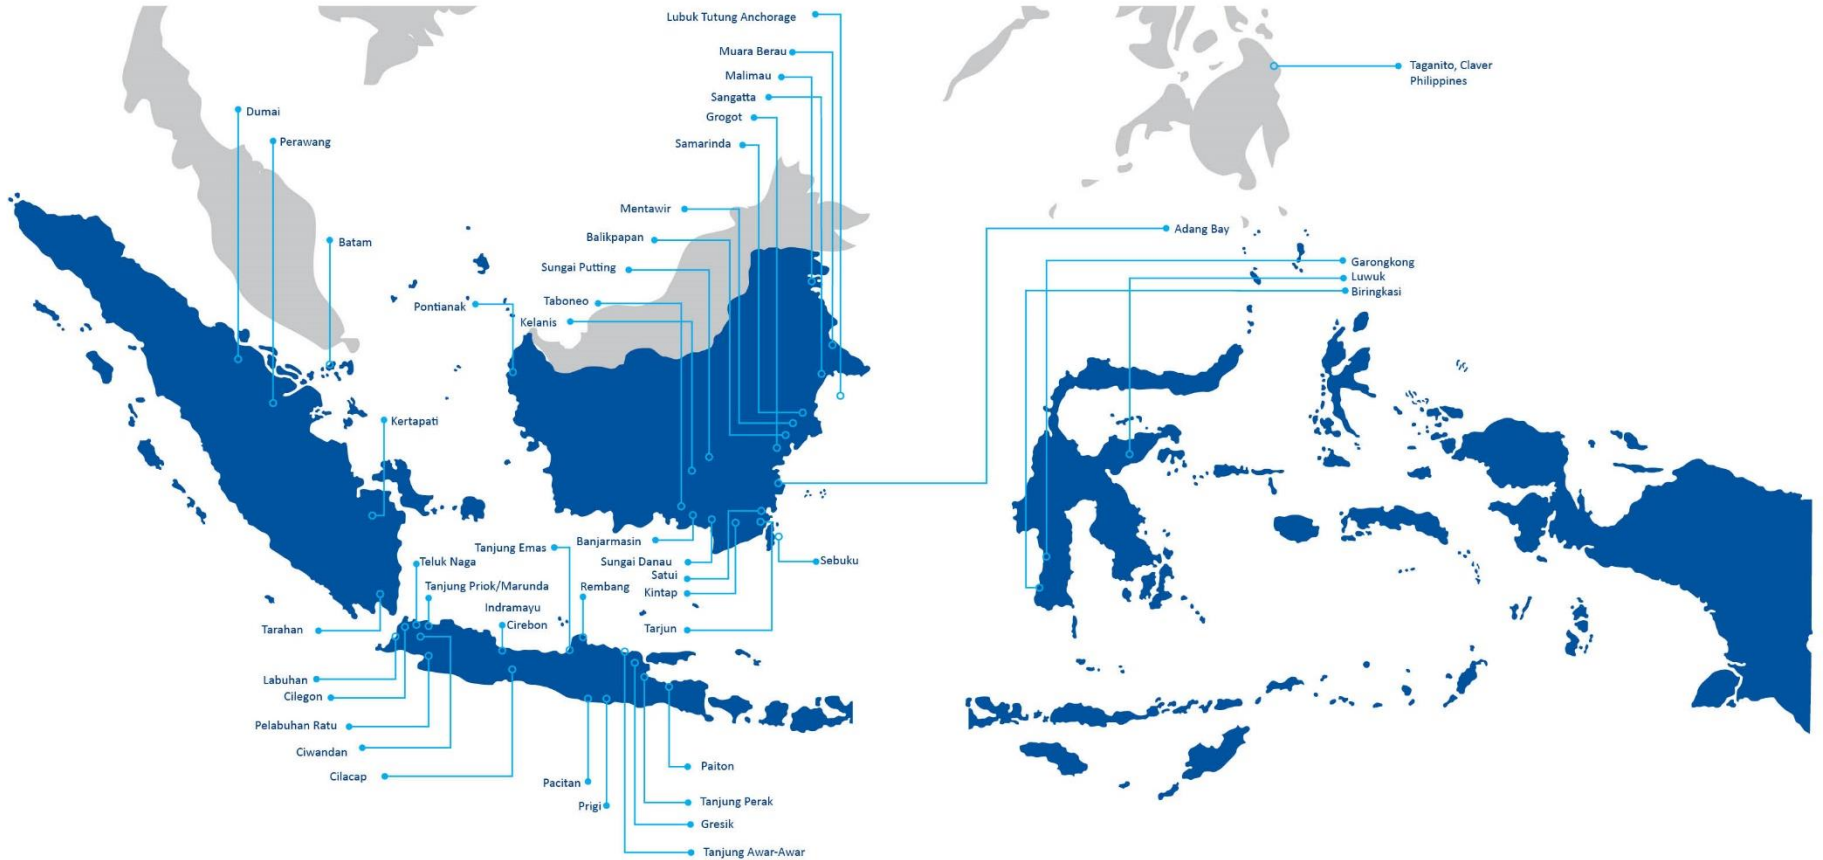 Lubuk Tutung Anchorage
Muara Berau
Malimau
Sangatta
Grogot
Samarinda
Taganito, Claver
Philippines
Dumai
Perawang
Mentawir
Batam
Balikpapan
Adang Bay
Sungai Putting
Garongkong
Luwuk
Biringkasi
Pontianak
Taboneo
Kelanis
Kertapati
Banjarmasin
Tanjung Emas
Teluk Naga
Sungai Danau
Sebuku
Satui
Tanjung Priok/Marunda
Rembang
Kintap
Indramayu
Cirebon
Tarahan
Tarjun
Labuhan
Cilegon
Pelabuhan Ratu
Ciwandan
Cilacap
Paiton
Pacitan
Prigi
Tanjung Perak
Gresik
Tanjung Awar-Awar